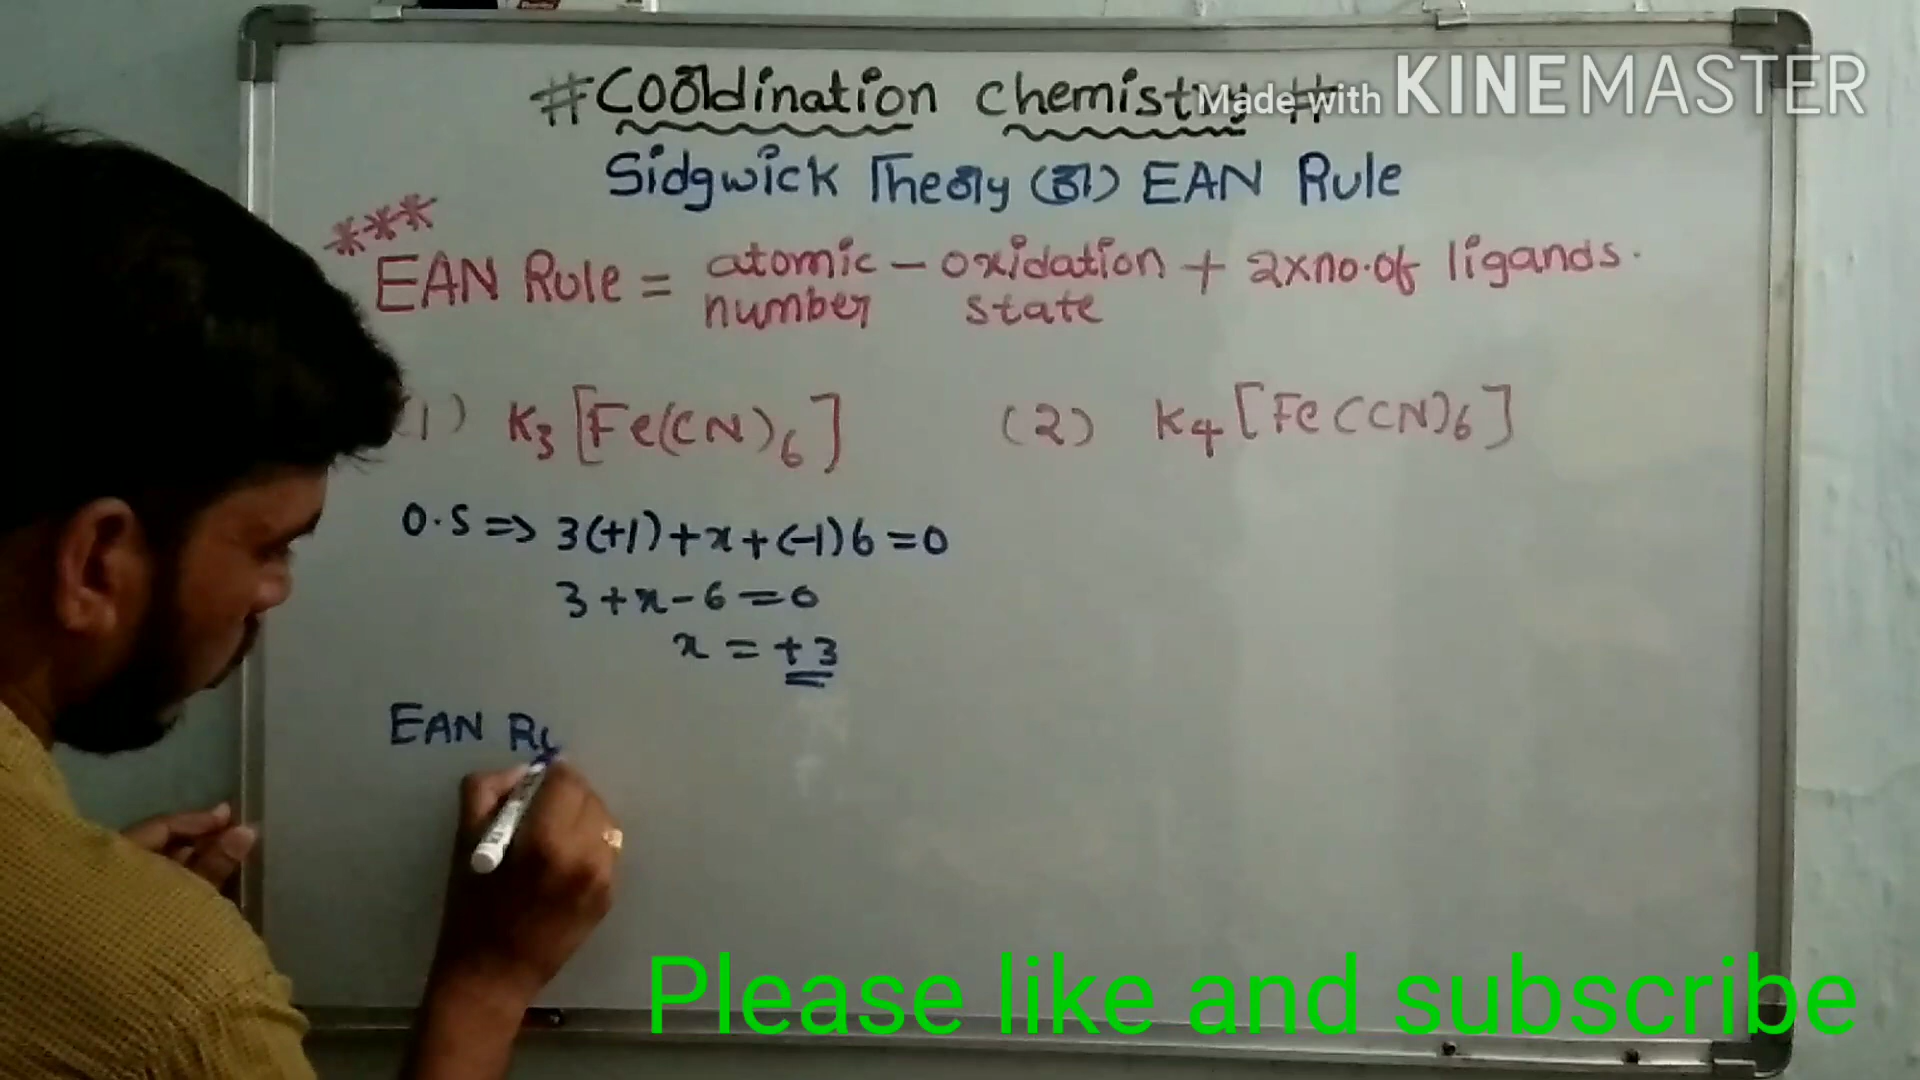 #Coordination chemistry #
Made with KINEMASTER
Sidgwick Theory (or) EAN Rule
***
EAN Rule = atomic number - oxidation state + 2xno.of ligands.
(1) K3[Fe(CN)6] (2) K4[Fe(CN)6]
O.S => 3(+1)+x+(-1)6=0
3+x-6=0
x = +3
EAN Ru
Please like and subscribe